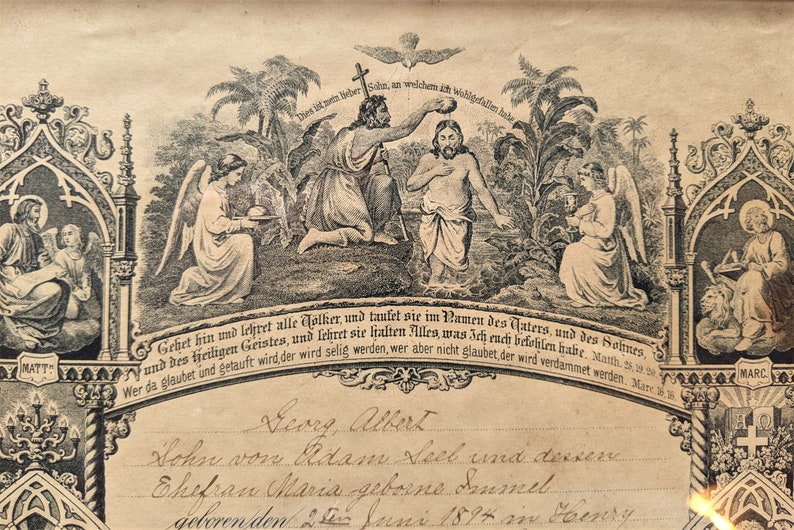 Dies ist mein lieber Sohn, an welchem ich Wohlgefallen habe.
Gehet hin und lehret alle Völker, und taufet sie im Namen des Vaters, und des Sohnes,
und des Heiligen Geistes, und lehret sie halten Alles, was Ich euch befohlen habe. Matth. 28,19.20.
Wer da glaubet und getauft wird, der wird selig werden, wer aber nicht glaubet, der wird verdammet werden. Marc. 16,16.
MATTH.
MARC.
Α Ω
Georg, Albert
Sohn von Adam Seel und dessen
Ehefrau Maria geborne Immel
geboren den 2ten Juni 1894 in Henry